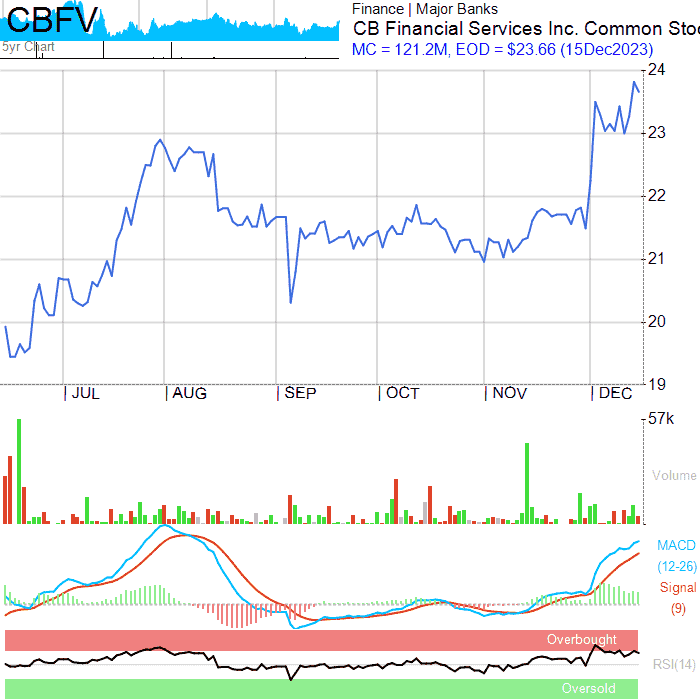 CBFV
5yr Chart
Finance | Major Banks
CB Financial Services Inc. Common Stoc
MC = 121.2M, EOD = $23.66 (15Dec2023)
24
23
22
21
20
19
JUL
AUG
SEP
OCT
NOV
DEC
57k
Volume
MACD
(12-26)
Signal
(9)
Overbought
RSI(14)
Oversold